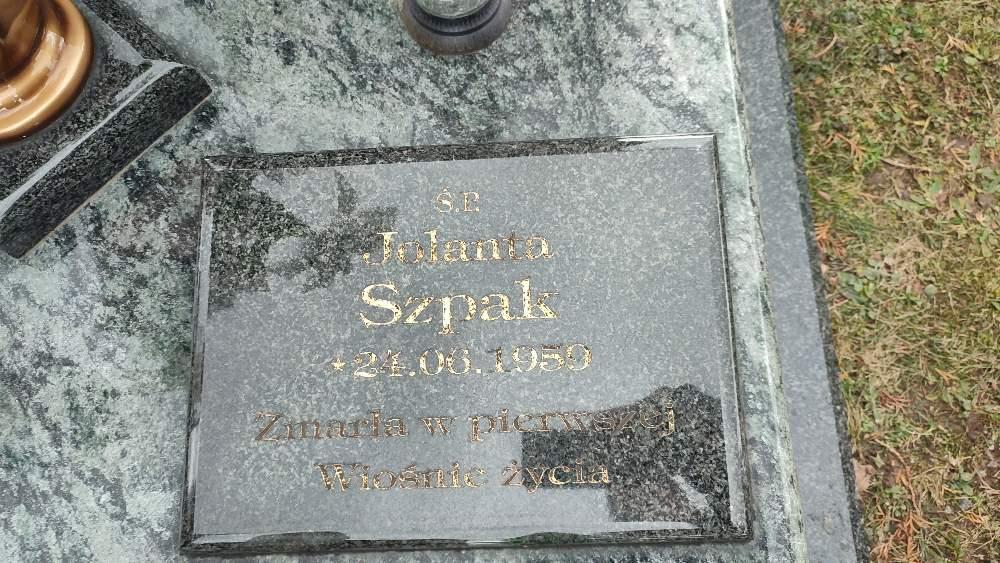 Ś.P.
Jolanta
Szpak
*24.06.1959
Zmarła w pierwszej
Wiośnie życia